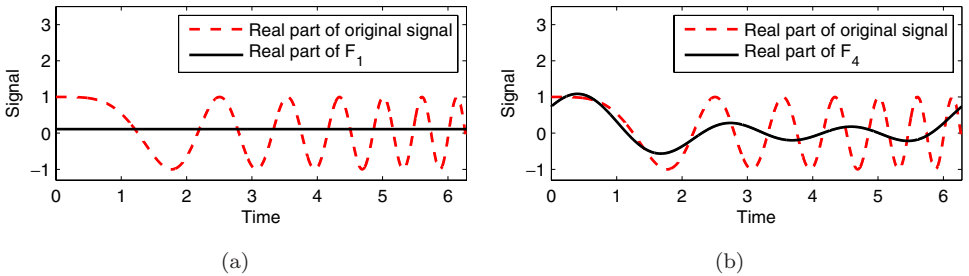 3
2
1
0
−1
Signal
Real part of original signal
Real part of F1
0 1 2 3 4 5 6
Time
(a)
3
2
1
0
−1
Signal
Real part of original signal
Real part of F4
0 1 2 3 4 5 6
Time
(b)